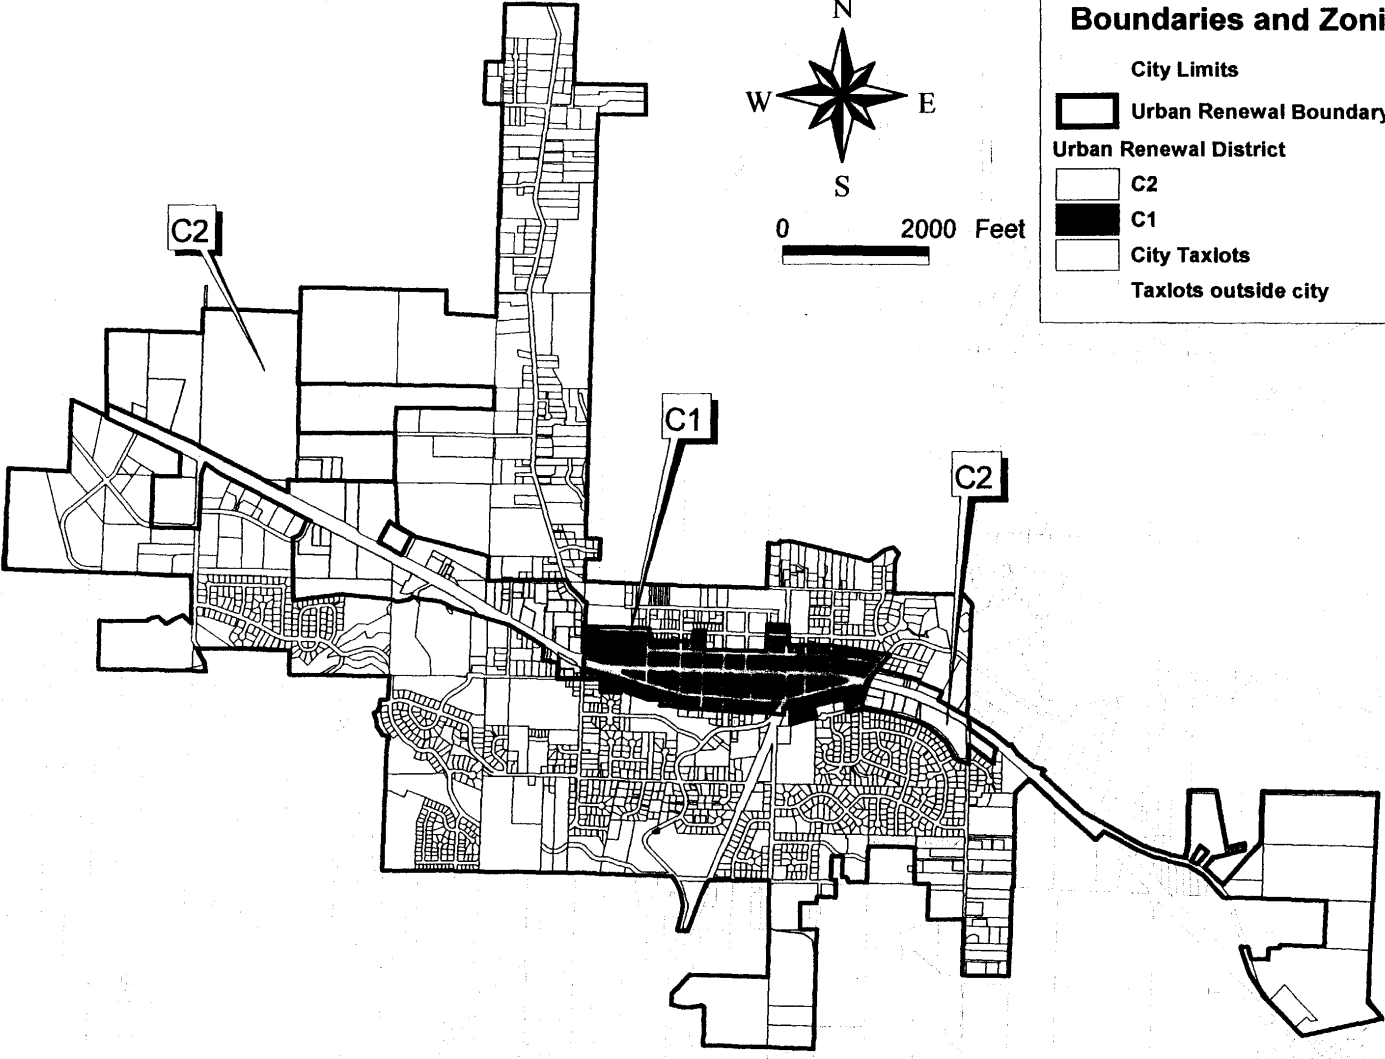 N
W
E
S
0 2000 Feet
Boundaries and Zoni
City Limits
Urban Renewal Boundary
Urban Renewal District
C2
C1
City Taxlots
Taxlots outside city
C2
C1
C2